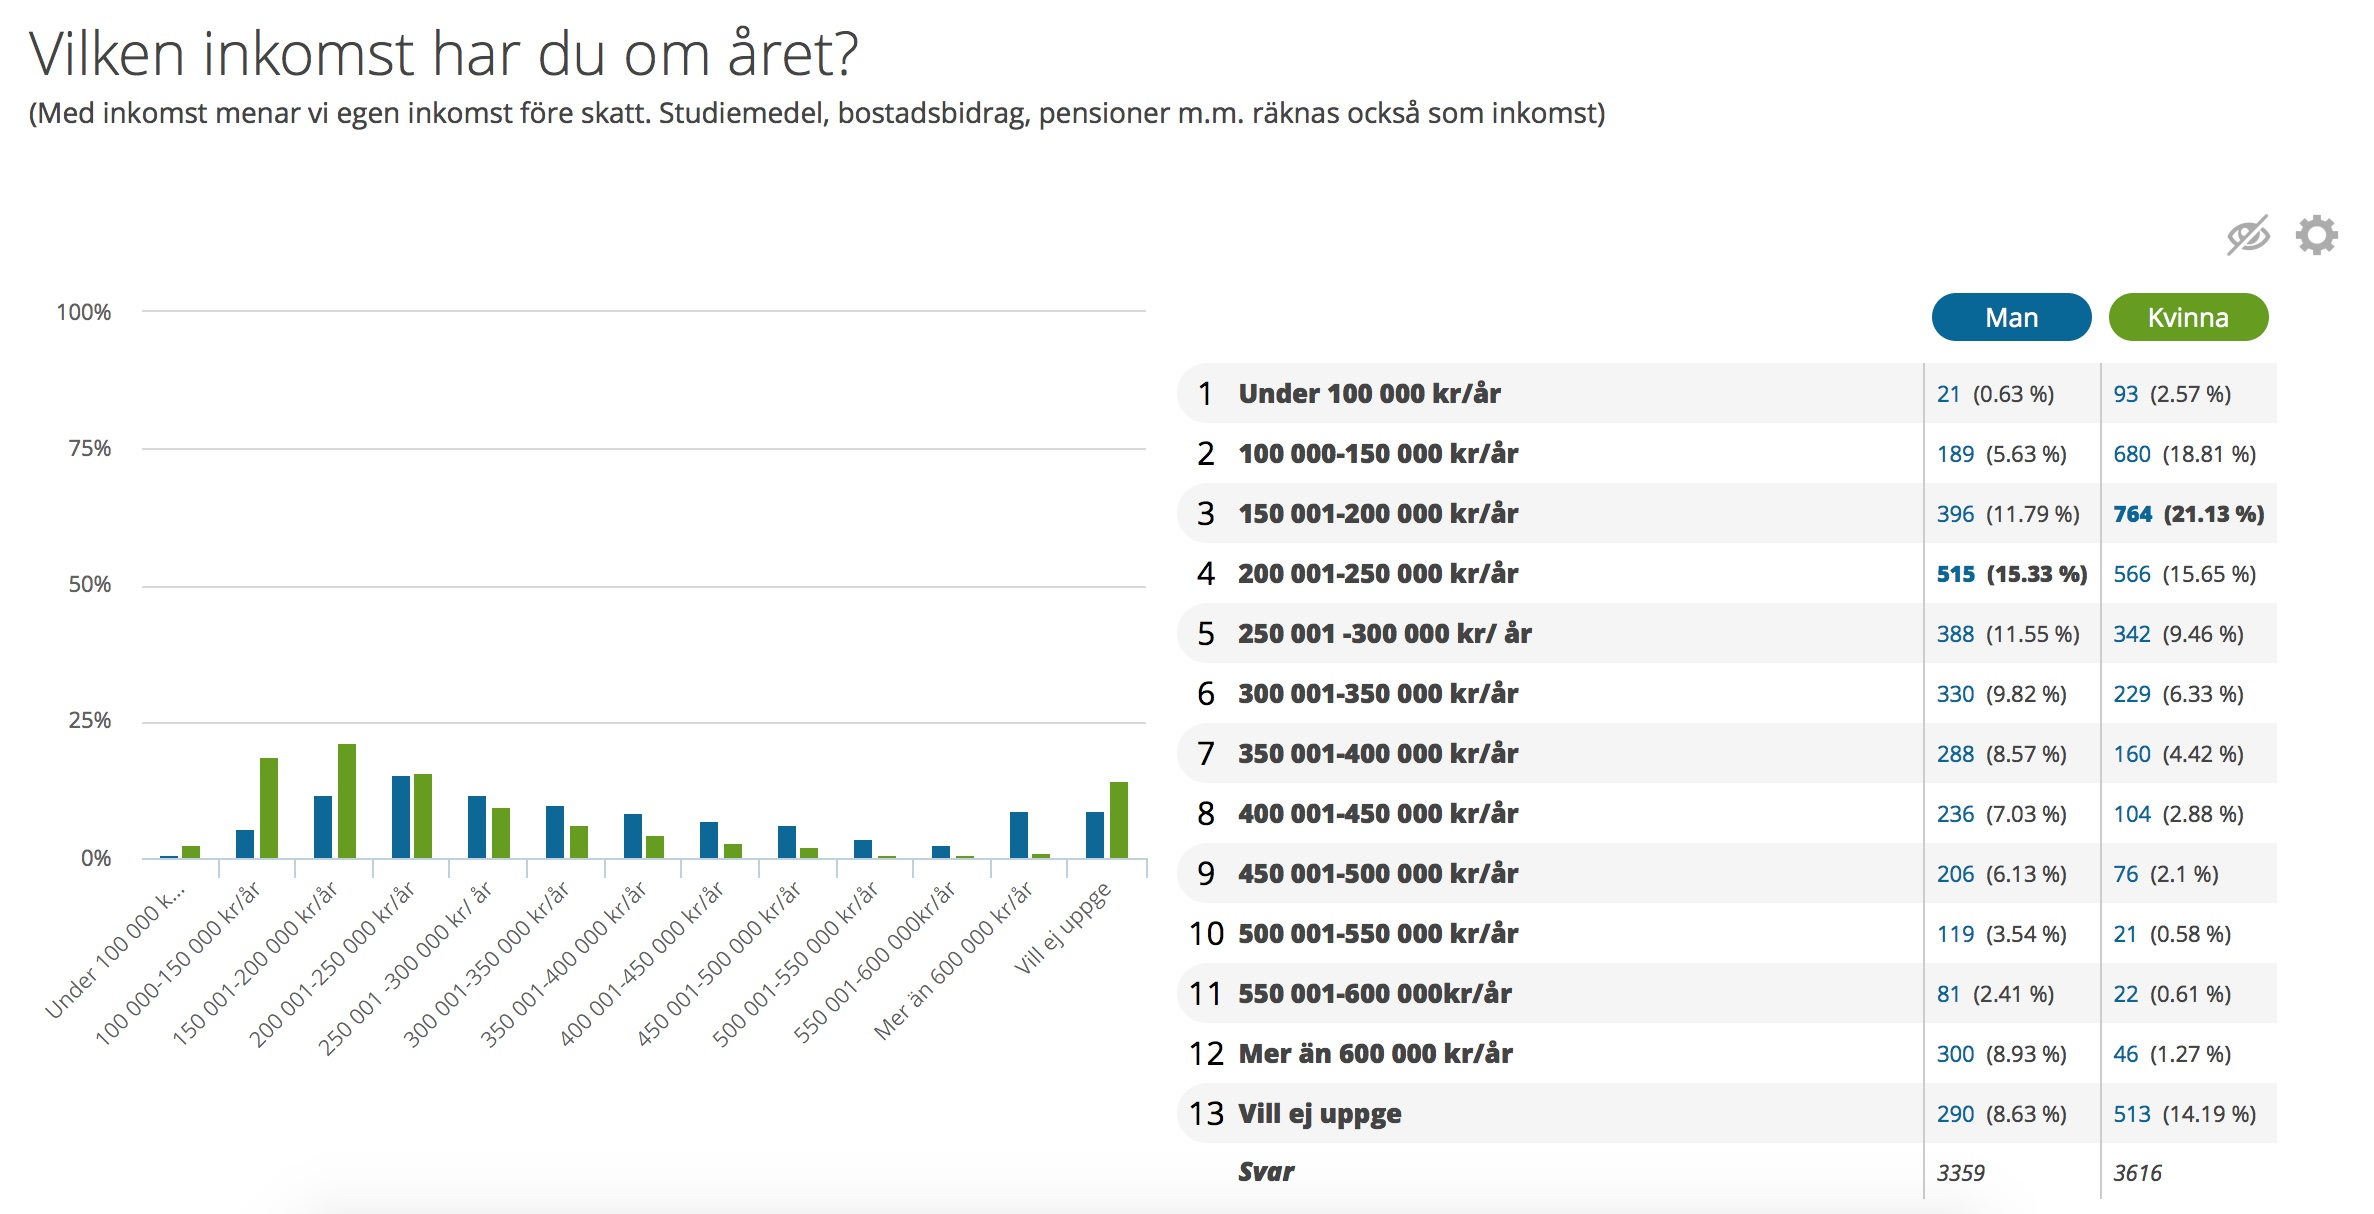 Vilken inkomst har du om året?
(Med inkomst menar vi egen inkomst före skatt. Studiemedel, bostadsbidrag, pensioner m.m. räknas också som inkomst)
100%
75%
50%
25%
0%
Under 100 000 k...
100 000-150 000 kr/år
150 001-200 000 kr/år
200 001-250 000 kr/år
250 001 -300 000 kr/ år
300 001-350 000 kr/år
350 001-400 000 kr/år
400 001-450 000 kr/år
450 001-500 000 kr/år
500 001-550 000 kr/år
550 001-600 000kr/år
Mer än 600 000 kr/år
Vill ej uppge
Man Kvinna
1 Under 100 000 kr/år 21 (0.63 %) 93 (2.57 %)
2 100 000-150 000 kr/år 189 (5.63 %) 680 (18.81 %)
3 150 001-200 000 kr/år 396 (11.79 %) 764 (21.13 %)
4 200 001-250 000 kr/år 515 (15.33 %) 566 (15.65 %)
5 250 001 -300 000 kr/ år 388 (11.55 %) 342 (9.46 %)
6 300 001-350 000 kr/år 330 (9.82 %) 229 (6.33 %)
7 350 001-400 000 kr/år 288 (8.57 %) 160 (4.42 %)
8 400 001-450 000 kr/år 236 (7.03 %) 104 (2.88 %)
9 450 001-500 000 kr/år 206 (6.13 %) 76 (2.1 %)
10 500 001-550 000 kr/år 119 (3.54 %) 21 (0.58 %)
11 550 001-600 000kr/år 81 (2.41 %) 22 (0.61 %)
12 Mer än 600 000 kr/år 300 (8.93 %) 46 (1.27 %)
13 Vill ej uppge 290 (8.63 %) 513 (14.19 %)
Svar 3359 3616